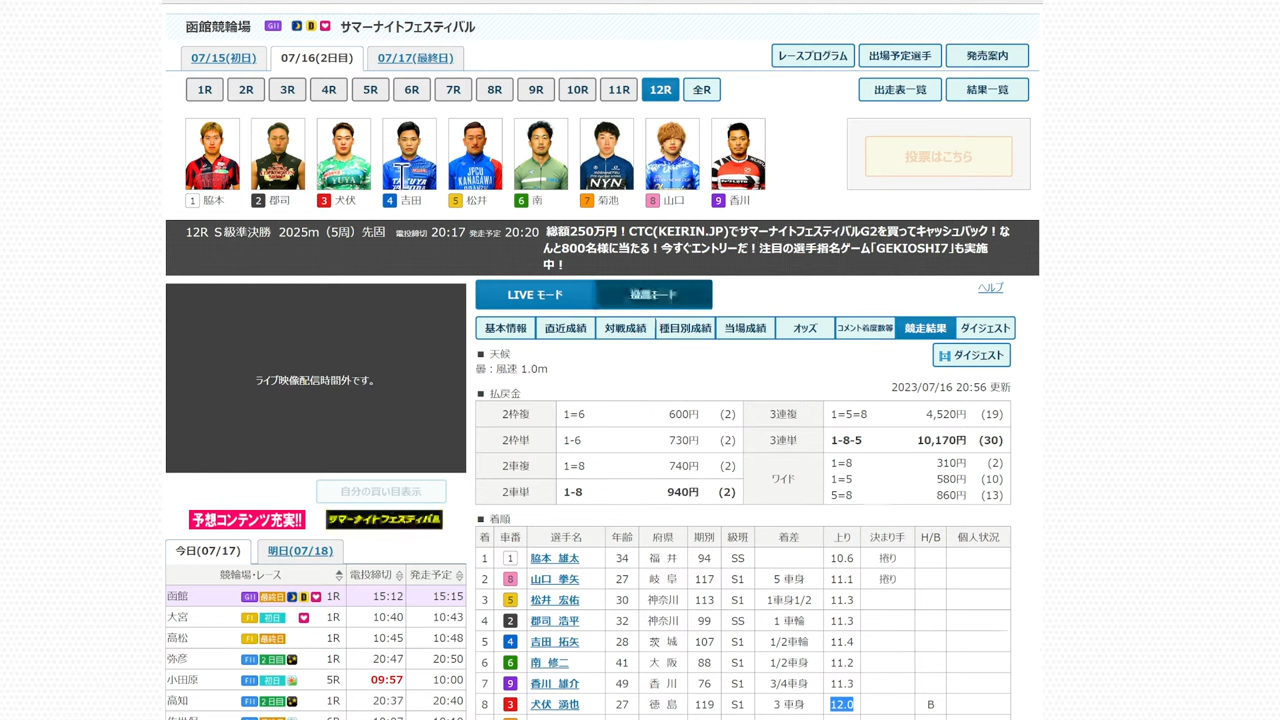 函館競輪場 GII D サマーナイトフェスティバル
07/15(初日) 07/16(2日目) 07/17(最終日) レースプログラム 出場予定選手 発売案内
1R 2R 3R 4R 5R 6R 7R 8R 9R 10R 11R 12R 全R 出走表一覧 結果一覧
投票はこちら
1 脇本 2 郡司 3 犬伏 4 吉田 5 松井 6 南 7 菊池 8 山口 9 香川
12R S級準決勝 2025m（5周）先固 電投締切 20:17 発走予定 20:20 総額250万円！CTC(KEIRIN.JP)でサマーナイトフェスティバルG2を買ってキャッシュバック！な
んと800名様に当たる！今すぐエントリーだ！注目の選手指名ゲーム「GEKIOSHI7」も実施
中！
LIVE モード 投票モード ヘルプ
基本情報 直近成績 対戦成績 種目別成績 当場成績 オッズ コメント着度数等 競走結果 ダイジェスト
■ 天候 ダイジェスト
曇：風速 1.0m
ライブ映像配信時間外です。
2023/07/16 20:56 更新
■ 払戻金
2枠複 1=6 600円 (2) 3連複 1=5=8 4,520円 (19)
2枠単 1-6 730円 (2) 3連単 1-8-5 10,170円 (30)
2車複 1=8 740円 (2) ワイド 1=8 310円 (2)
1=5 580円 (10)
2車単 1-8 940円 (2) 5=8 860円 (13)
自分の買い目表示
予想コンテンツ充実!! サマーナイトフェスティバル
■ 着順
着 車番 選手名 年齢 府県 期別 級班 着差 上り 決まり手 H/B 個人状況
1 1 脇本 雄太 34 福 井 94 SS 10.6 捲り
2 8 山口 拳矢 27 岐 阜 117 S1 5 車身 11.1 捲り
3 5 松井 宏佑 30 神奈川 113 S1 1車身1/2 11.3
4 2 郡司 浩平 32 神奈川 99 SS 1 車輪 11.3
5 4 吉田 拓矢 28 茨 城 107 S1 1/2車輪 11.4
6 6 南 修二 41 大 阪 88 S1 1/2車身 11.2
7 9 香川 雄介 49 香 川 76 S1 3/4車身 11.3
8 3 犬伏 湧也 27 徳 島 119 S1 3 車身 12.0 B
今日(07/17) 明日(07/18)
競輪場・レース 電投締切 発走予定
函館 GII 最終日 D 1R 15:12 15:15
大宮 FI 初日 1R 10:40 10:43
高松 FI 最終日 1R 10:45 10:48
弥彦 FII 2日目 1R 20:47 20:50
小田原 FII 初日 5R 09:57 10:00
高知 FII 2日目 1R 20:37 20:40